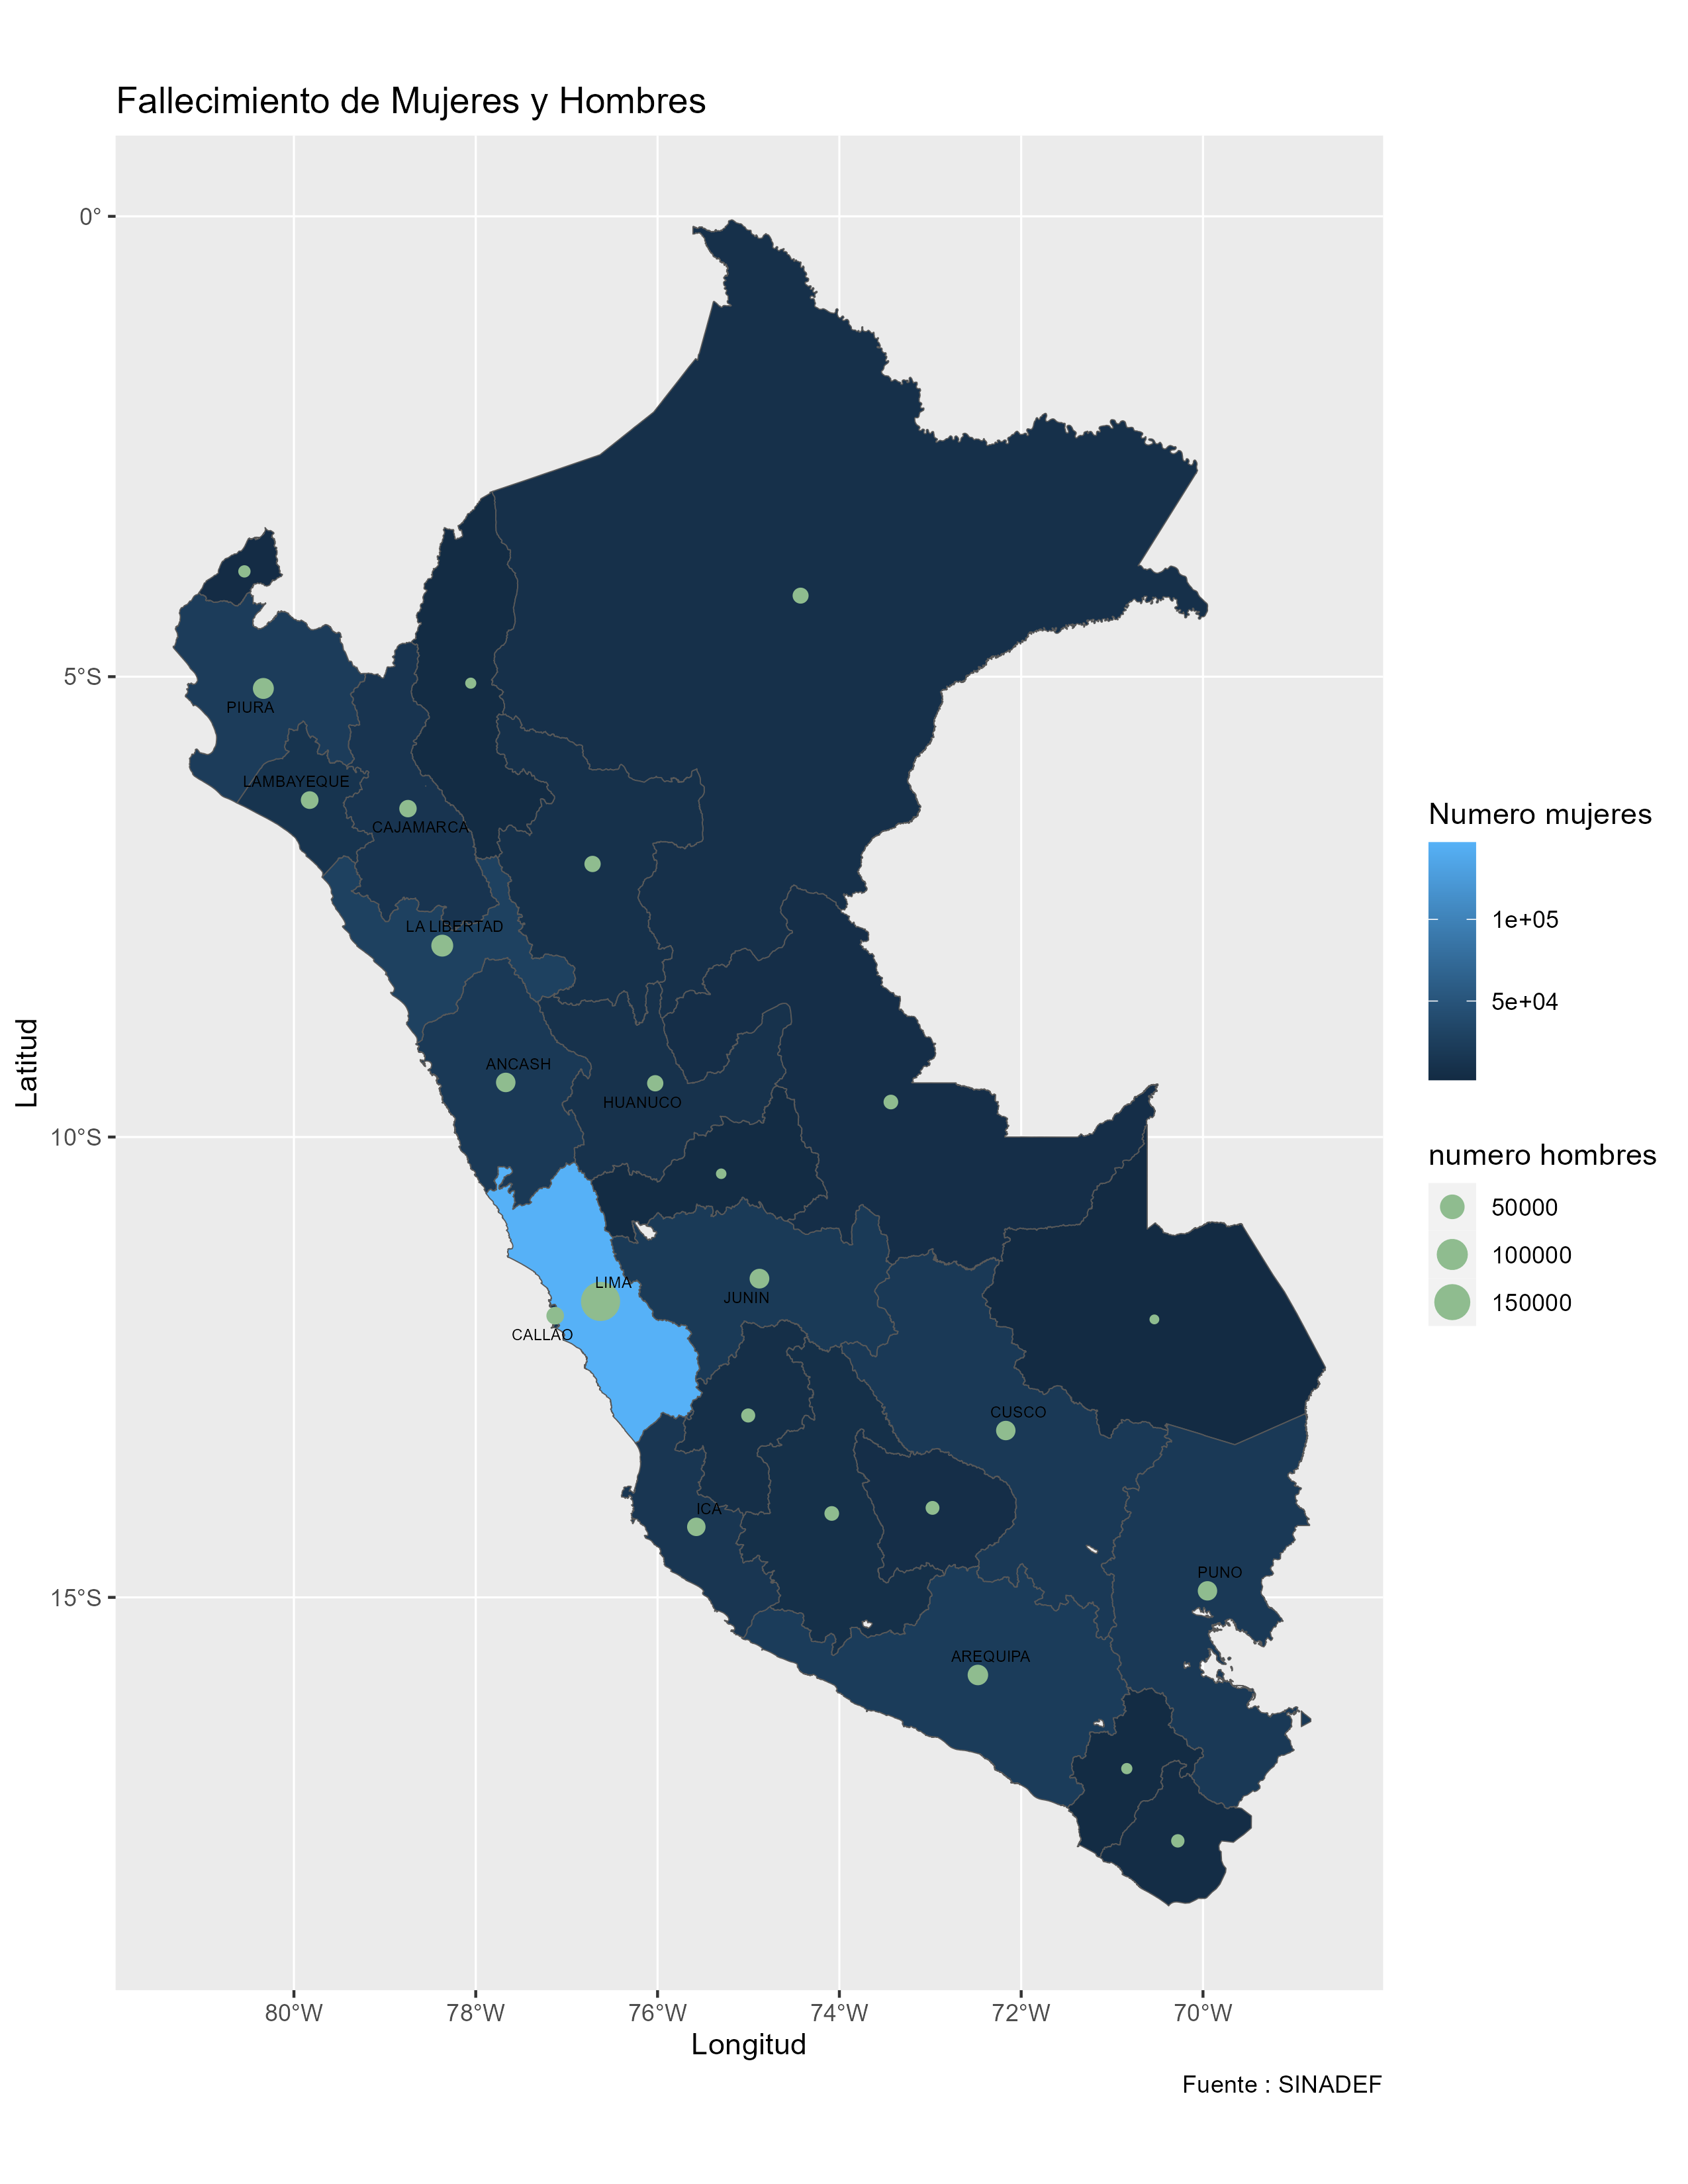 Fallecimiento de Mujeres y Hombres
0°
5°S
10°S
15°S
Latitud
PIURA
LAMBAYEQUE
CAJAMARCA
LA LIBERTAD
ANCASH
HUANUCO
LIMA
JUNIN
CALLAO
CUSCO
ICA
PUNO
AREQUIPA
80°W
78°W
76°W
74°W
72°W
70°W
Longitud
Numero mujeres
1e+05
5e+04
numero hombres
50000
100000
150000
Fuente : SINADEF